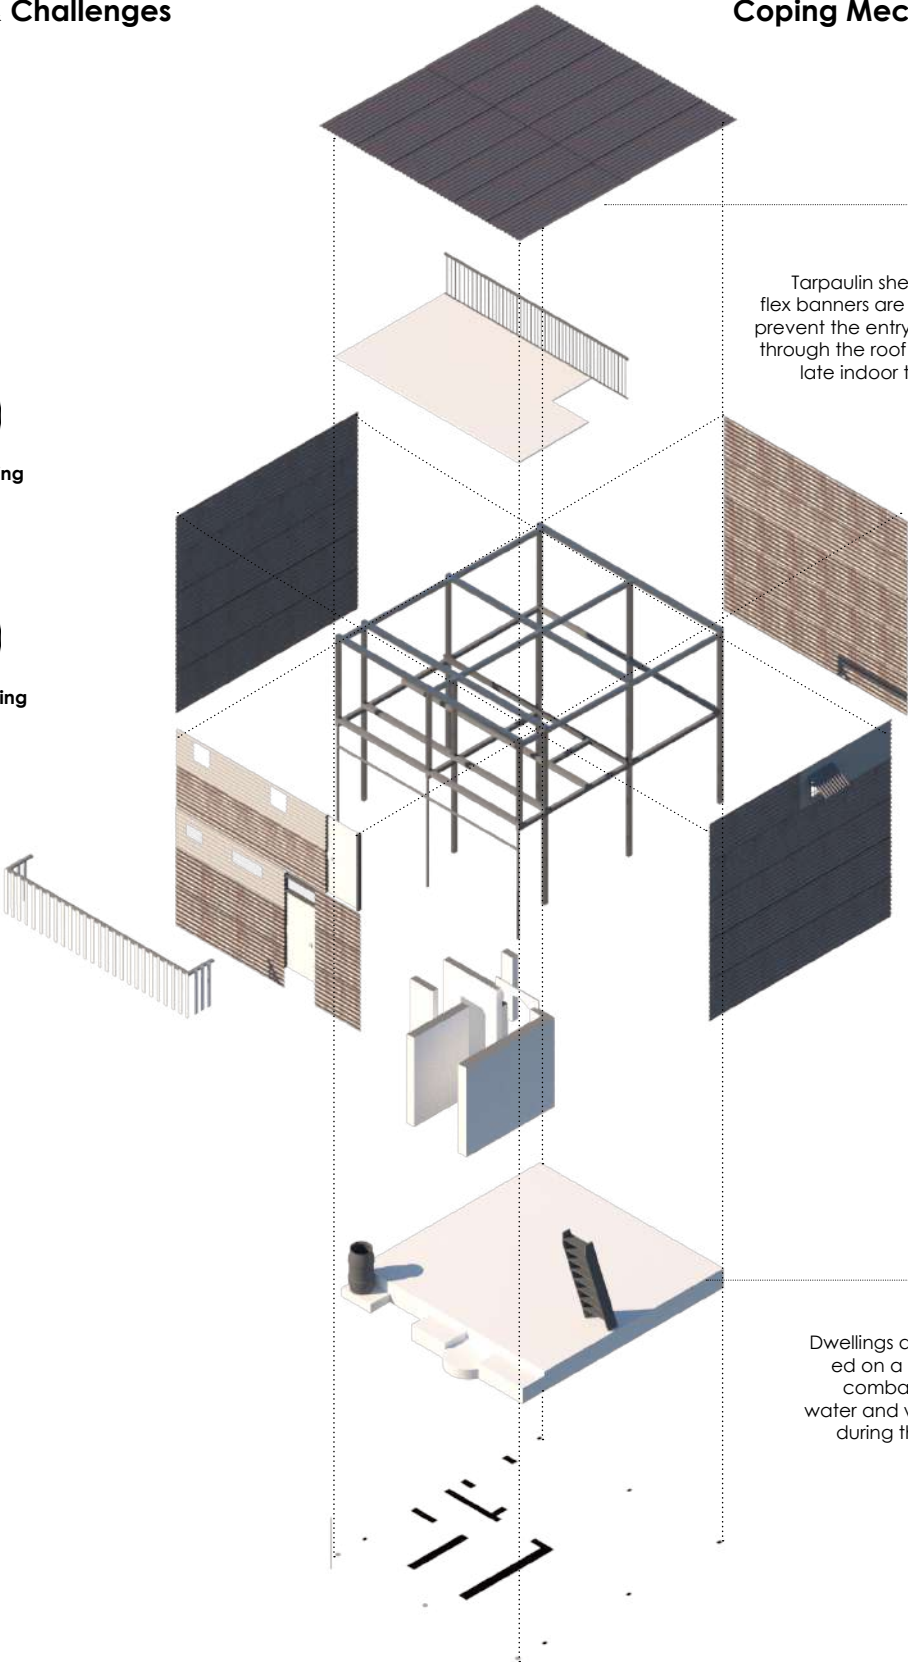 Challenges
Coping Mec
Tarpaulin she
flex banners are
prevent the entry
through the roof
late indoor t
ng
ing
Dwellings
ed on a
comba
water and
during th